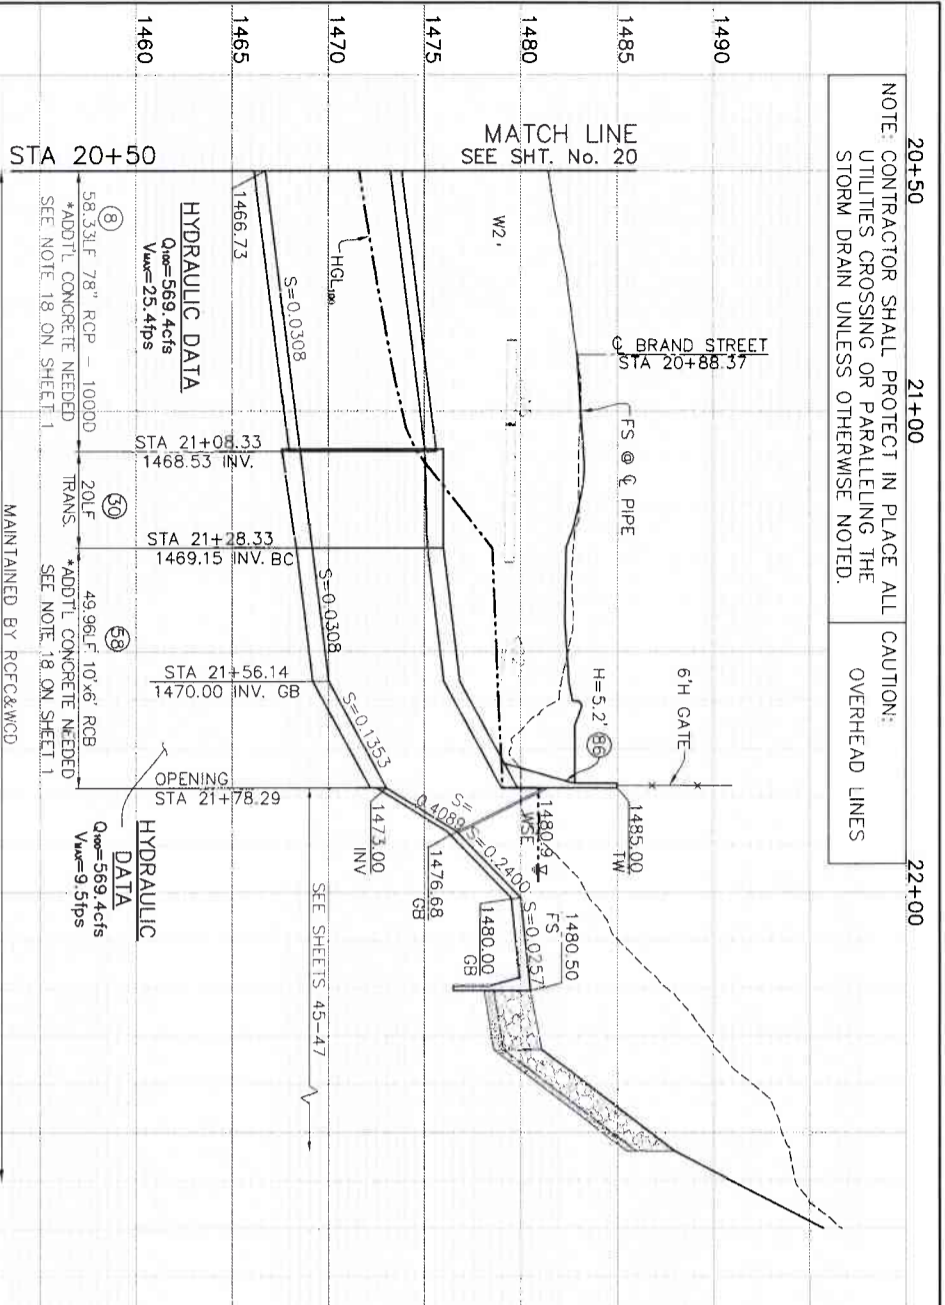 NOTE: CONTRACTOR SHALL PROTECT IN PLACE ALL
UTILITIES CROSSING OR PARALLELING THE
STORM DRAIN UNLESS OTHERWISE NOTED.
CAUTION:
OVERHEAD LINES
20+50
21+00
22+00
1490
1485
1480
1475
1470
1465
1460
MATCH LINE
SEE SHT. No. 20
STA 20+50
℄ BRAND STREET
STA 20+88.37
FS @ ℄ PIPE
6'H GATE
H=5.2'
86
1485.00
TW
1480.9
WSE
W2'
HGL100
1466.73
S=0.0308
S=0.0308
S=0.1353
S=
0.4089
S=0.2400
S=0.0257
1480.50
FS
1480.00
GB
1476.68
GB
1473.00
INV
HYDRAULIC DATA
Q100=569.4cfs
VMAX=25.4fps
STA 21+08.33
1468.53 INV.
STA 21+28.33
1469.15 INV. BC
STA 21+56.14
1470.00 INV. GB
OPENING
STA 21+78.29
SEE SHEETS 45-47
HYDRAULIC
DATA
Q100=569.4cfs
VMAX=9.5fps
8
58.33LF 78" RCP - 1000D
*ADDT'L CONCRETE NEEDED
SEE NOTE 18 ON SHEET 1
30
20LF
TRANS.
58
49.96LF 10'x6' RCB
*ADDT'L CONCRETE NEEDED
SEE NOTE 18 ON SHEET 1
MAINTAINED BY RCFC&WCD